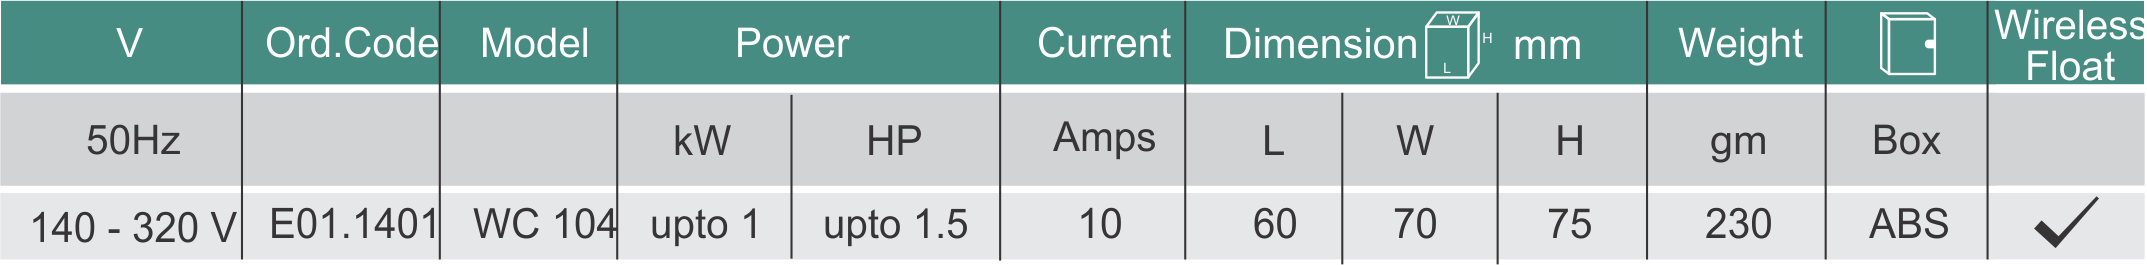 V Ord.Code Model Power Current Dimension W H L mm Weight Wireless Float
50Hz kW HP Amps L W H gm Box
140 - 320 V E01.1401 WC 104 upto 1 upto 1.5 10 60 70 75 230 ABS